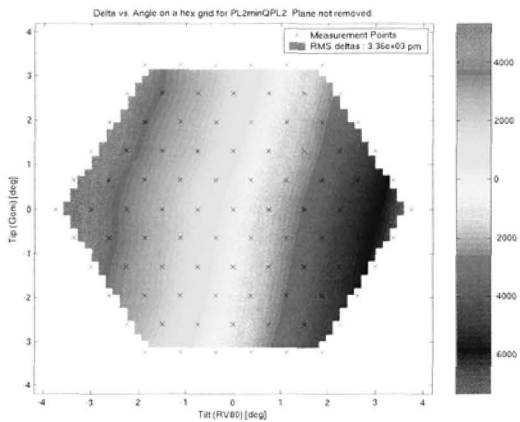 Delta vs. Angle on a hex grid for PL2minQPL2. Plane not removed.
Measurement Points
RMS deltas : 3.36e+03 pm
4
3
2
1
0
-1
-2
-3
-4
Tip (Goni) [deg]
-4 -3 -2 -1 0 1 2 3 4
Tilt (RV80) [deg]
4000
2000
0
2000
4000
6000